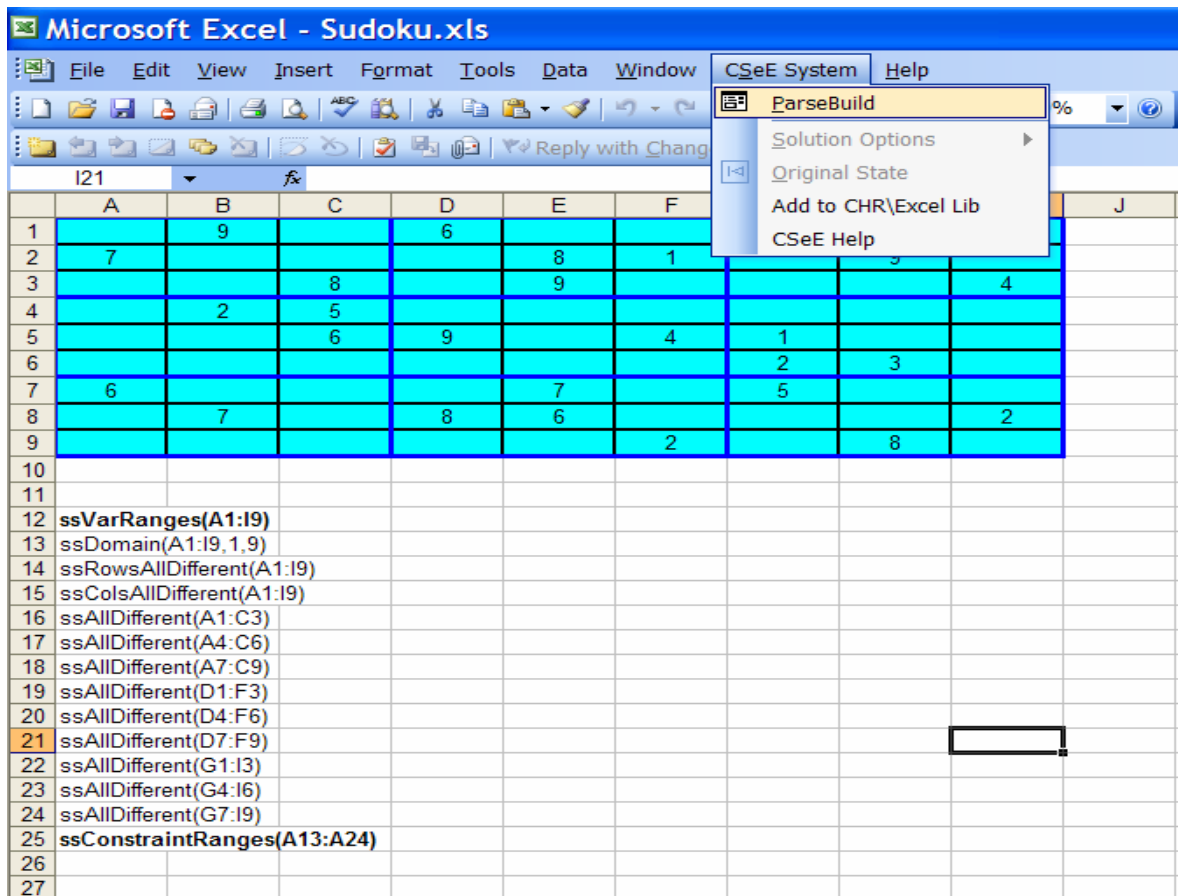 Microsoft Excel - Sudoku.xls
File Edit View Insert Format Tools Data Window CSeE System Help
ParseBuild
%
Solution Options
Reply with Chang
Original State
I21 fx
Add to CHR\Excel Lib
CSeE Help
A B C D E F J
1 9 6
2 7 8 1 9
3 8 9 4
4 2 5
5 6 9 4 1
6 2 3
7 6 7 5
8 7 8 6 2
9 2 8
10
11
12 ssVarRanges(A1:I9)
13 ssDomain(A1:I9,1,9)
14 ssRowsAllDifferent(A1:I9)
15 ssColsAllDifferent(A1:I9)
16 ssAllDifferent(A1:C3)
17 ssAllDifferent(A4:C6)
18 ssAllDifferent(A7:C9)
19 ssAllDifferent(D1:F3)
20 ssAllDifferent(D4:F6)
21 ssAllDifferent(D7:F9)
22 ssAllDifferent(G1:I3)
23 ssAllDifferent(G4:I6)
24 ssAllDifferent(G7:I9)
25 ssConstraintRanges(A13:A24)
26
27